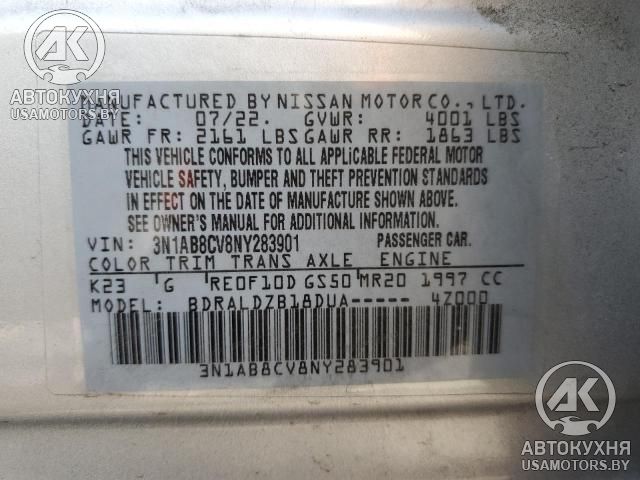 АК
АВТОКУХНЯ
USAMOTORS.BY
MANUFACTURED BY NISSAN MOTOR CO., LTD.
DATE: 07/22. GVWR: 4001 LBS
GAWR FR: 2161 LBS GAWR RR: 1863 LBS
THIS VEHICLE CONFORMS TO ALL APPLICABLE FEDERAL MOTOR
VEHICLE SAFETY, BUMPER AND THEFT PREVENTION STANDARDS
IN EFFECT ON THE DATE OF MANUFACTURE SHOWN ABOVE.
SEE OWNER'S MANUAL FOR ADDITIONAL INFORMATION.
VIN: 3N1AB8CV8NY283901 PASSENGER CAR.
COLOR TRIM TRANS AXLE ENGINE
K23 G RE0F10D GS50 MR20 1997 CC
MODEL: BDRALDZB18DUA----- 4Z000
3N1AB8CV8NY283901
АК
АВТОКУХНЯ
USAMOTORS.BY